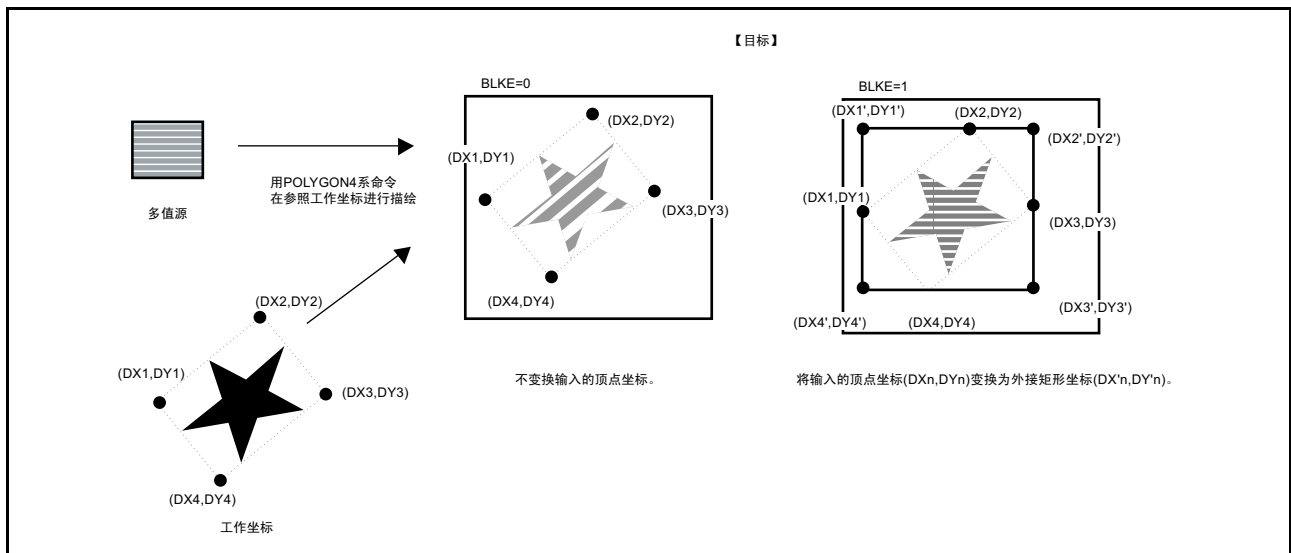 【目标】
BLKE=0
BLKE=1
(DX1',DY1')
(DX2,DY2)
(DX2',DY2')
(DX2,DY2)
(DX1,DY1)
(DX3,DY3)
(DX4,DY4)
(DX1,DY1)
(DX3,DY3)
(DX3',DY3')
(DX4',DY4')
(DX4,DY4)
用POLYGON4系命令
在参照工作坐标进行描绘
多值源
(DX2,DY2)
(DX1,DY1)
(DX3,DY3)
(DX4,DY4)
工作坐标
不变换输入的顶点坐标。
将输入的顶点坐标(DXn,DYn)变换为外接矩形坐标(DX'n,DY'n)。